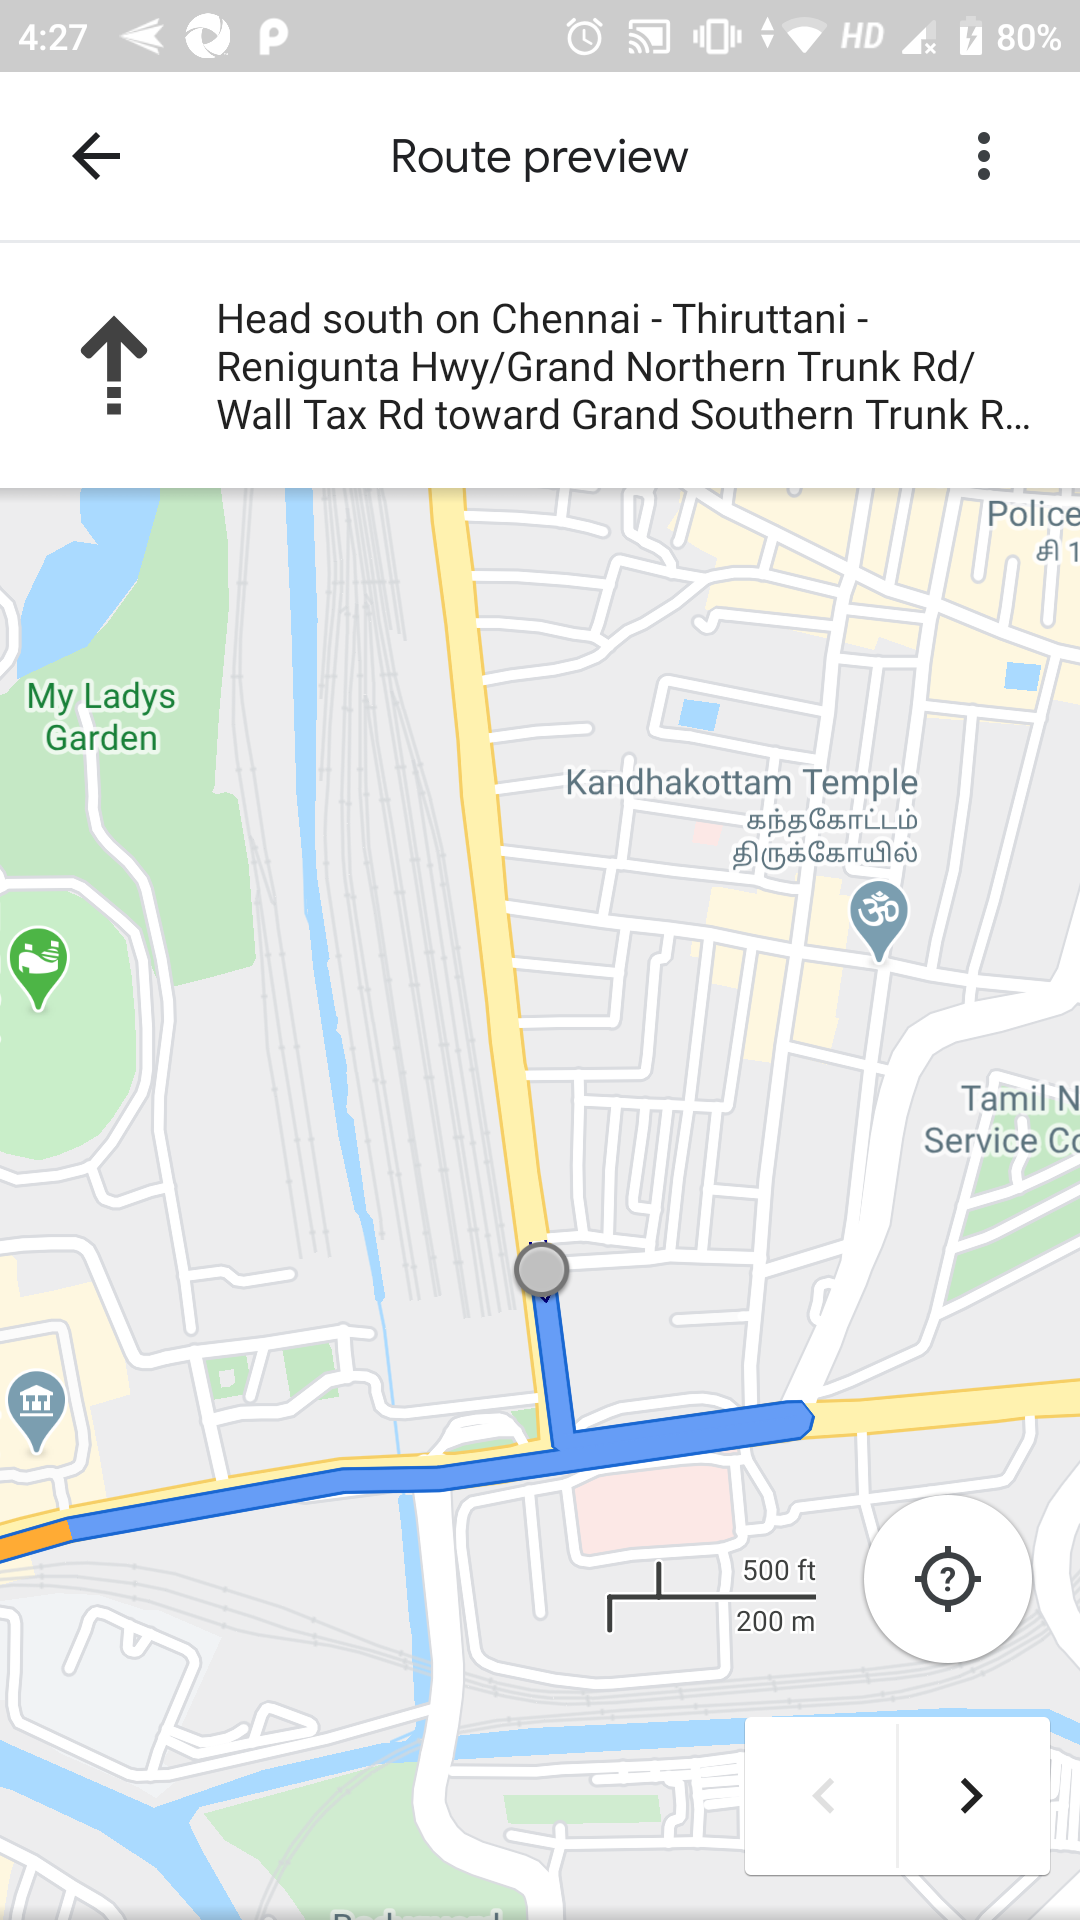 4:27
HD
80%
Route preview
Head south on Chennai - Thiruttani -
Renigunta Hwy/Grand Northern Trunk Rd/
Wall Tax Rd toward Grand Southern Trunk R...
Police
சி 1
My Ladys
Garden
Kandhakottam Temple
கந்தகோட்டம்
திருக்கோயில்
Tamil N
Service Co
500 ft
200 m
?